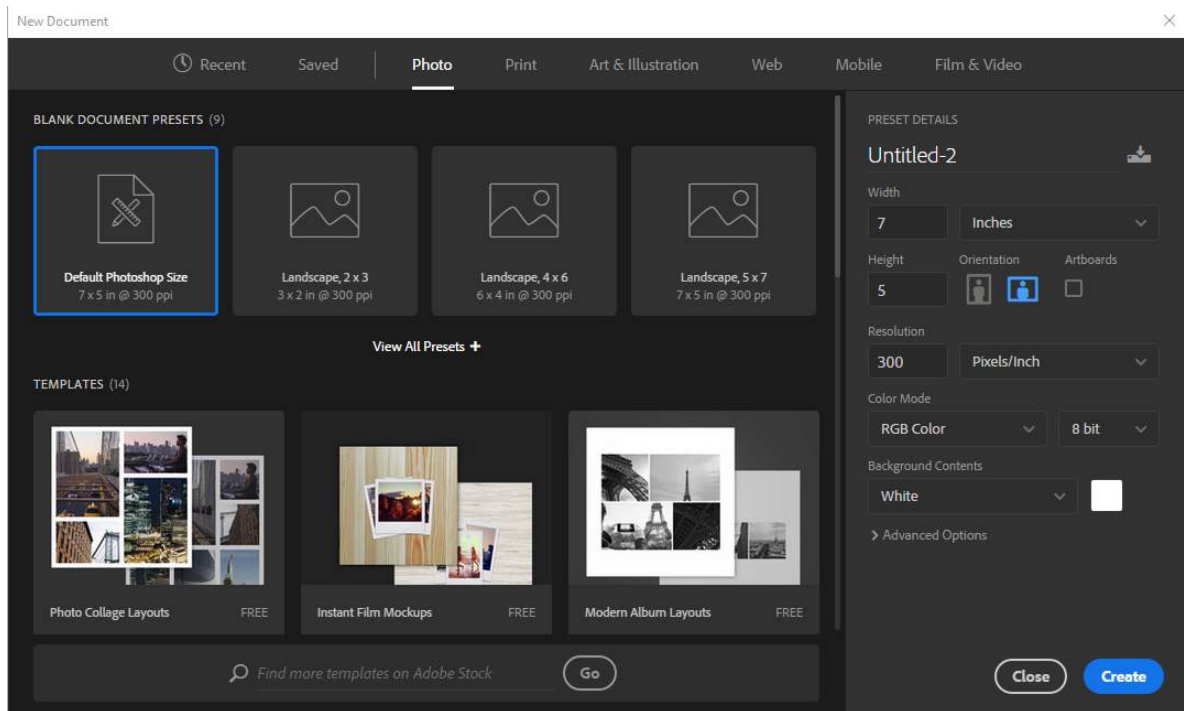 New Document
Recent
Saved
Photo
Print
Art & Illustration
Web
Mobile
Film & Video
BLANK DOCUMENT PRESETS (9)
Default Photoshop Size
7 x 5 in @ 300 ppi
Landscape, 2 x 3
3 x 2 in @ 300 ppi
Landscape, 4 x 6
6 x 4 in @ 300 ppi
Landscape, 5 x 7
7 x 5 in @ 300 ppi
View All Presets +
TEMPLATES (14)
Photo Collage Layouts FREE
Instant Film Mockups FREE
Modern Album Layouts FREE
Find more templates on Adobe Stock
Go
PRESET DETAILS
Untitled-2
Width
7 Inches
Height Orientation Artboards
5
Resolution
300 Pixels/Inch
Color Mode
RGB Color 8 bit
Background Contents
White
> Advanced Options
Close Create